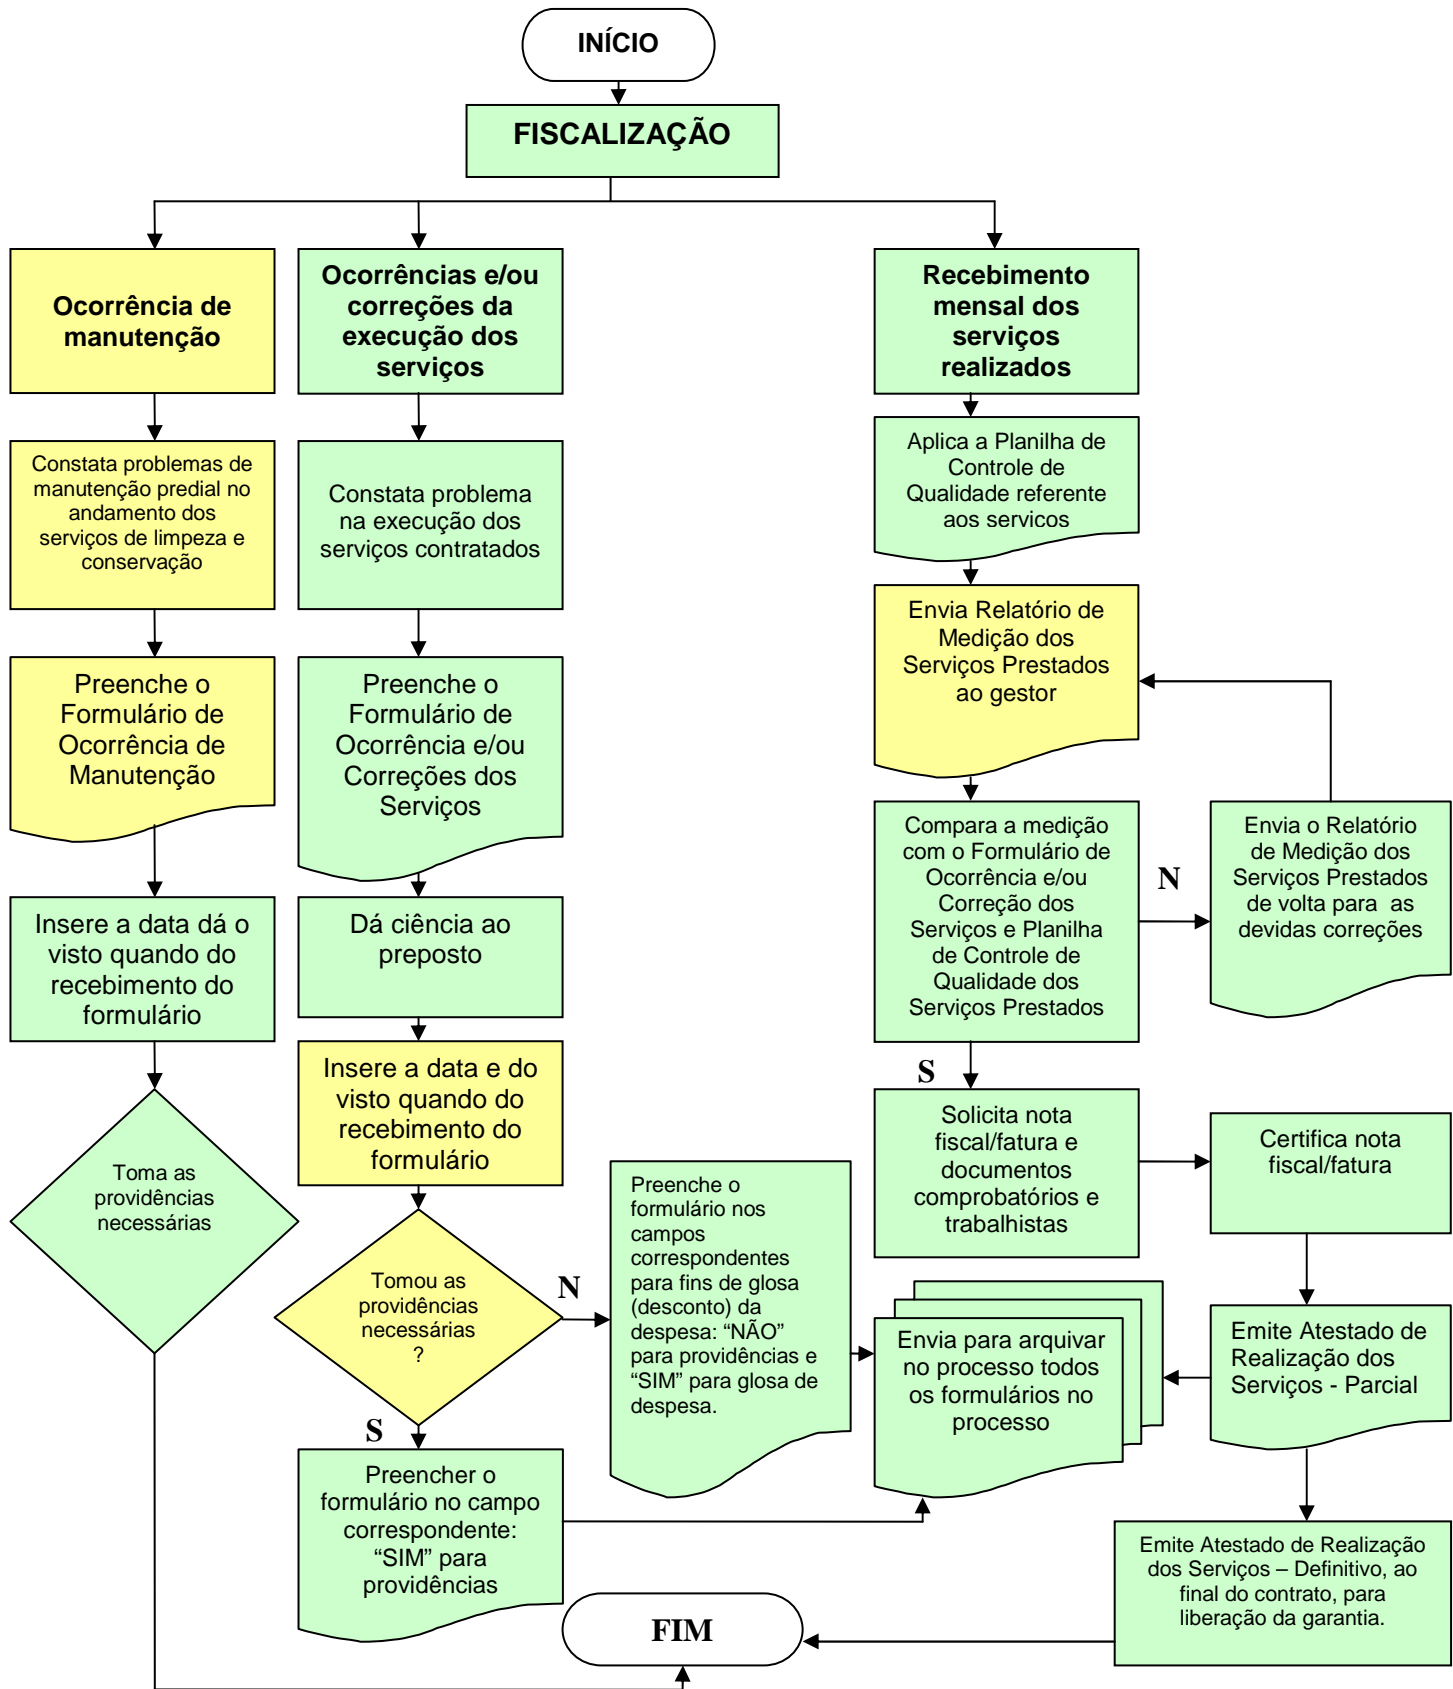 INÍCIO
FISCALIZAÇÃO
Ocorrência de
manutenção
Constata problemas de
manutenção predial no
andamento dos
serviços de limpeza e
conservação
Preenche o
Formulário de
Ocorrência de
Manutenção
Insere a data dá o
visto quando do
recebimento do
formulário
Toma as
providências
necessárias
Ocorrências e/ou
correções da
execução dos
serviços
Constata problema
na execução dos
serviços contratados
Preenche o
Formulário de
Ocorrência e/ou
Correções dos
Serviços
Dá ciência ao
preposto
Insere a data e do
visto quando do
recebimento do
formulário
Tomou as
providências
necessárias
?
N
S
Preenche o
formulário nos
campos
correspondentes
para fins de glosa
(desconto) da
despesa: “NÃO”
para providências e
“SIM” para glosa de
despesa.
Preencher o
formulário no campo
correspondente:
“SIM” para
providências
Recebimento
mensal dos
serviços
realizados
Aplica a Planilha de
Controle de
Qualidade referente
aos servicos
Envia Relatório de
Medição dos
Serviços Prestados
ao gestor
Compara a medição
com o Formulário de
Ocorrência e/ou
Correção dos
Serviços e Planilha
de Controle de
Qualidade dos
Serviços Prestados
N
Envia o Relatório
de Medição dos
Serviços Prestados
de volta para as
devidas correções
S
Solicita nota
fiscal/fatura e
documentos
comprobatórios e
trabalhistas
Certifica nota
fiscal/fatura
Emite Atestado de
Realização dos
Serviços - Parcial
Envia para arquivar
no processo todos
os formulários no
processo
Emite Atestado de Realização
dos Serviços – Definitivo, ao
final do contrato, para
liberação da garantia.
FIM